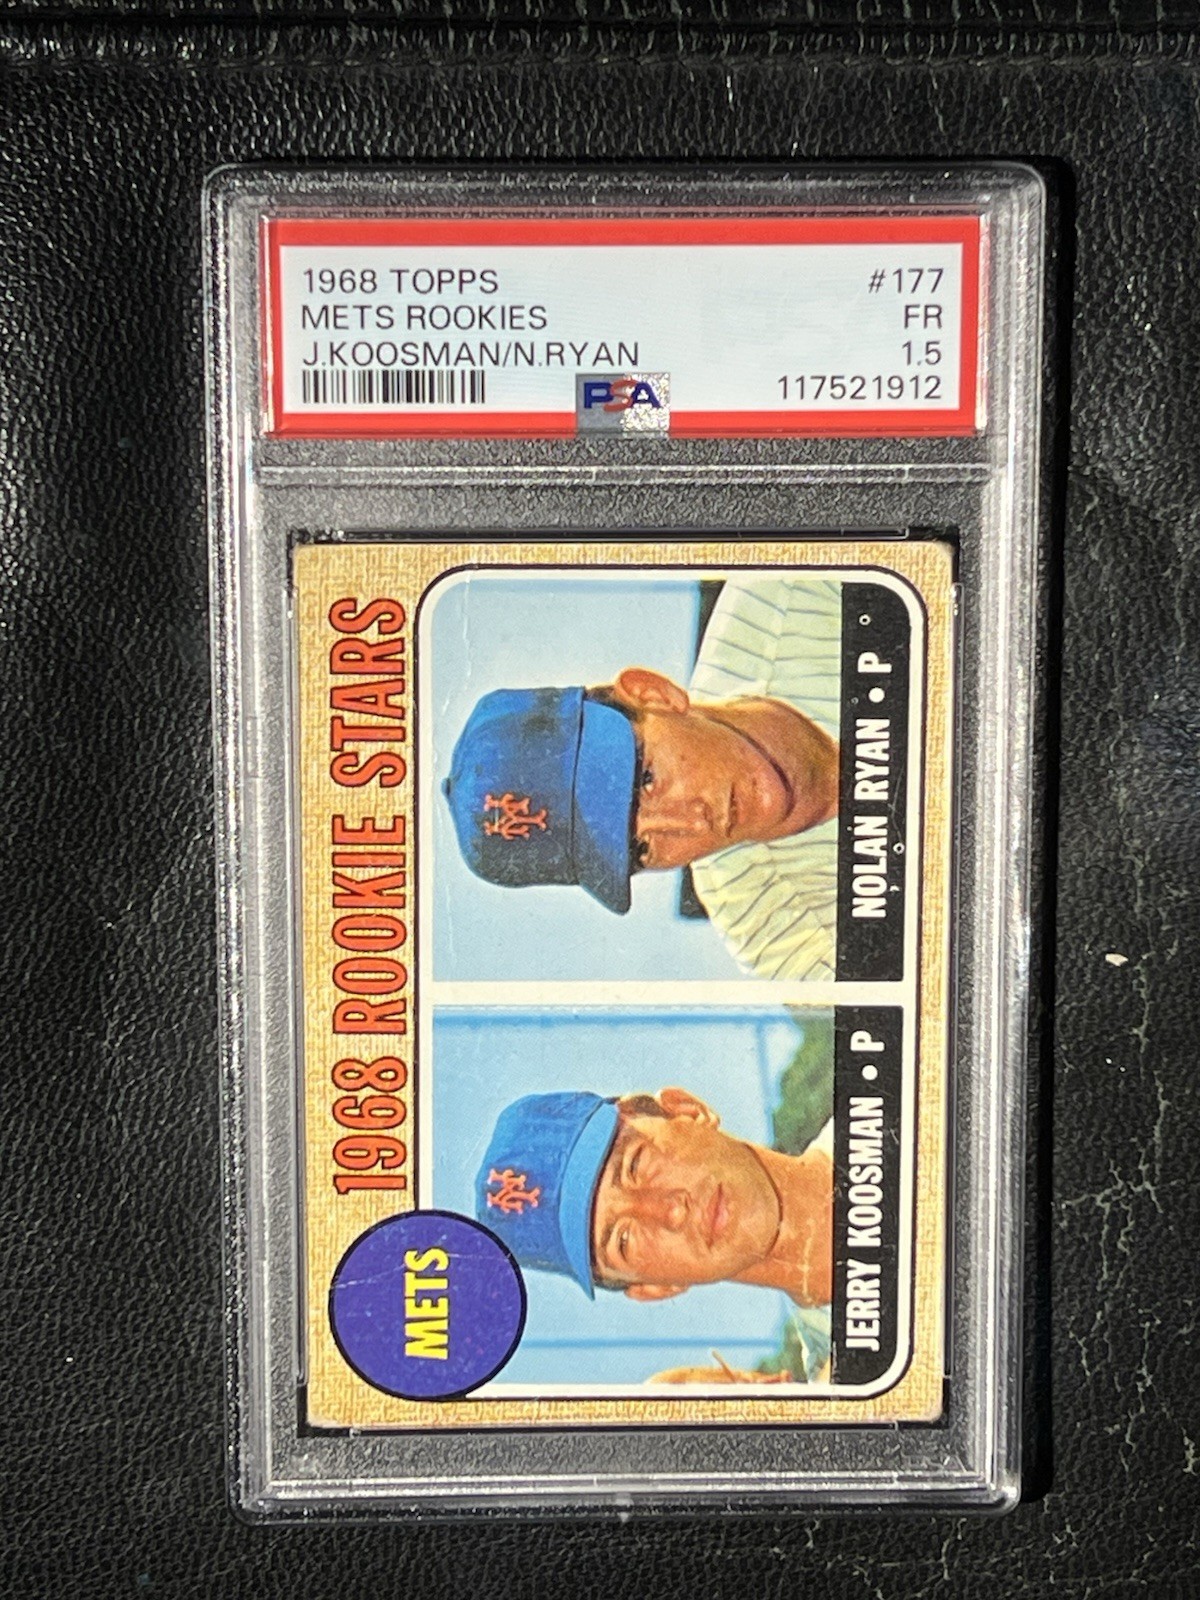 1968 TOPPS #177
METS ROOKIES FR
J.KOOSMAN/N.RYAN 1.5
PSA 117521912
1968 ROOKIE STARS
METS
JERRY KOOSMAN • P
NOLAN RYAN • P